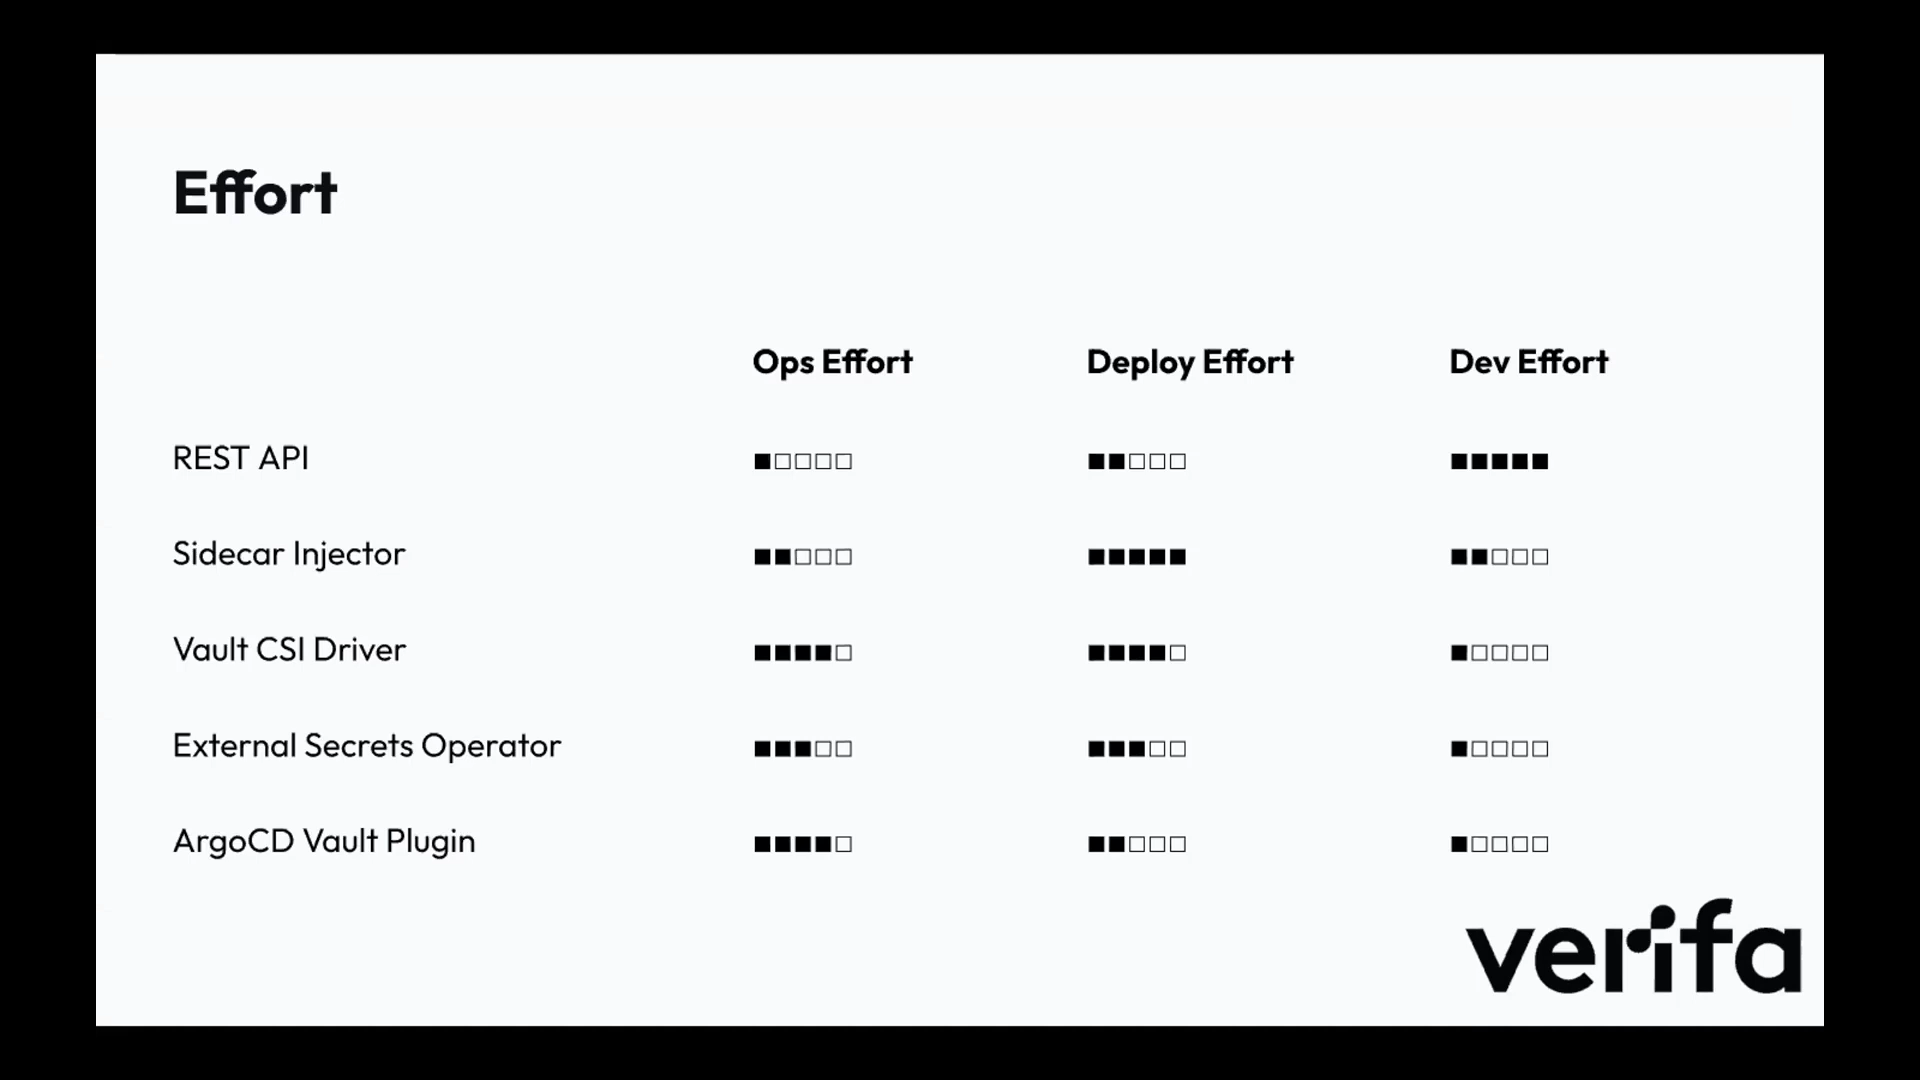 Effort
Ops Effort Deploy Effort Dev Effort
REST API ■□□□□ ■■□□□ ■■■■■
Sidecar Injector ■■□□□ ■■■■■ ■■□□□
Vault CSI Driver ■■■■□ ■■■■□ ■□□□□
External Secrets Operator ■■■□□ ■■■□□ ■□□□□
ArgoCD Vault Plugin ■■■■□ ■■□□□ ■□□□□
verifa